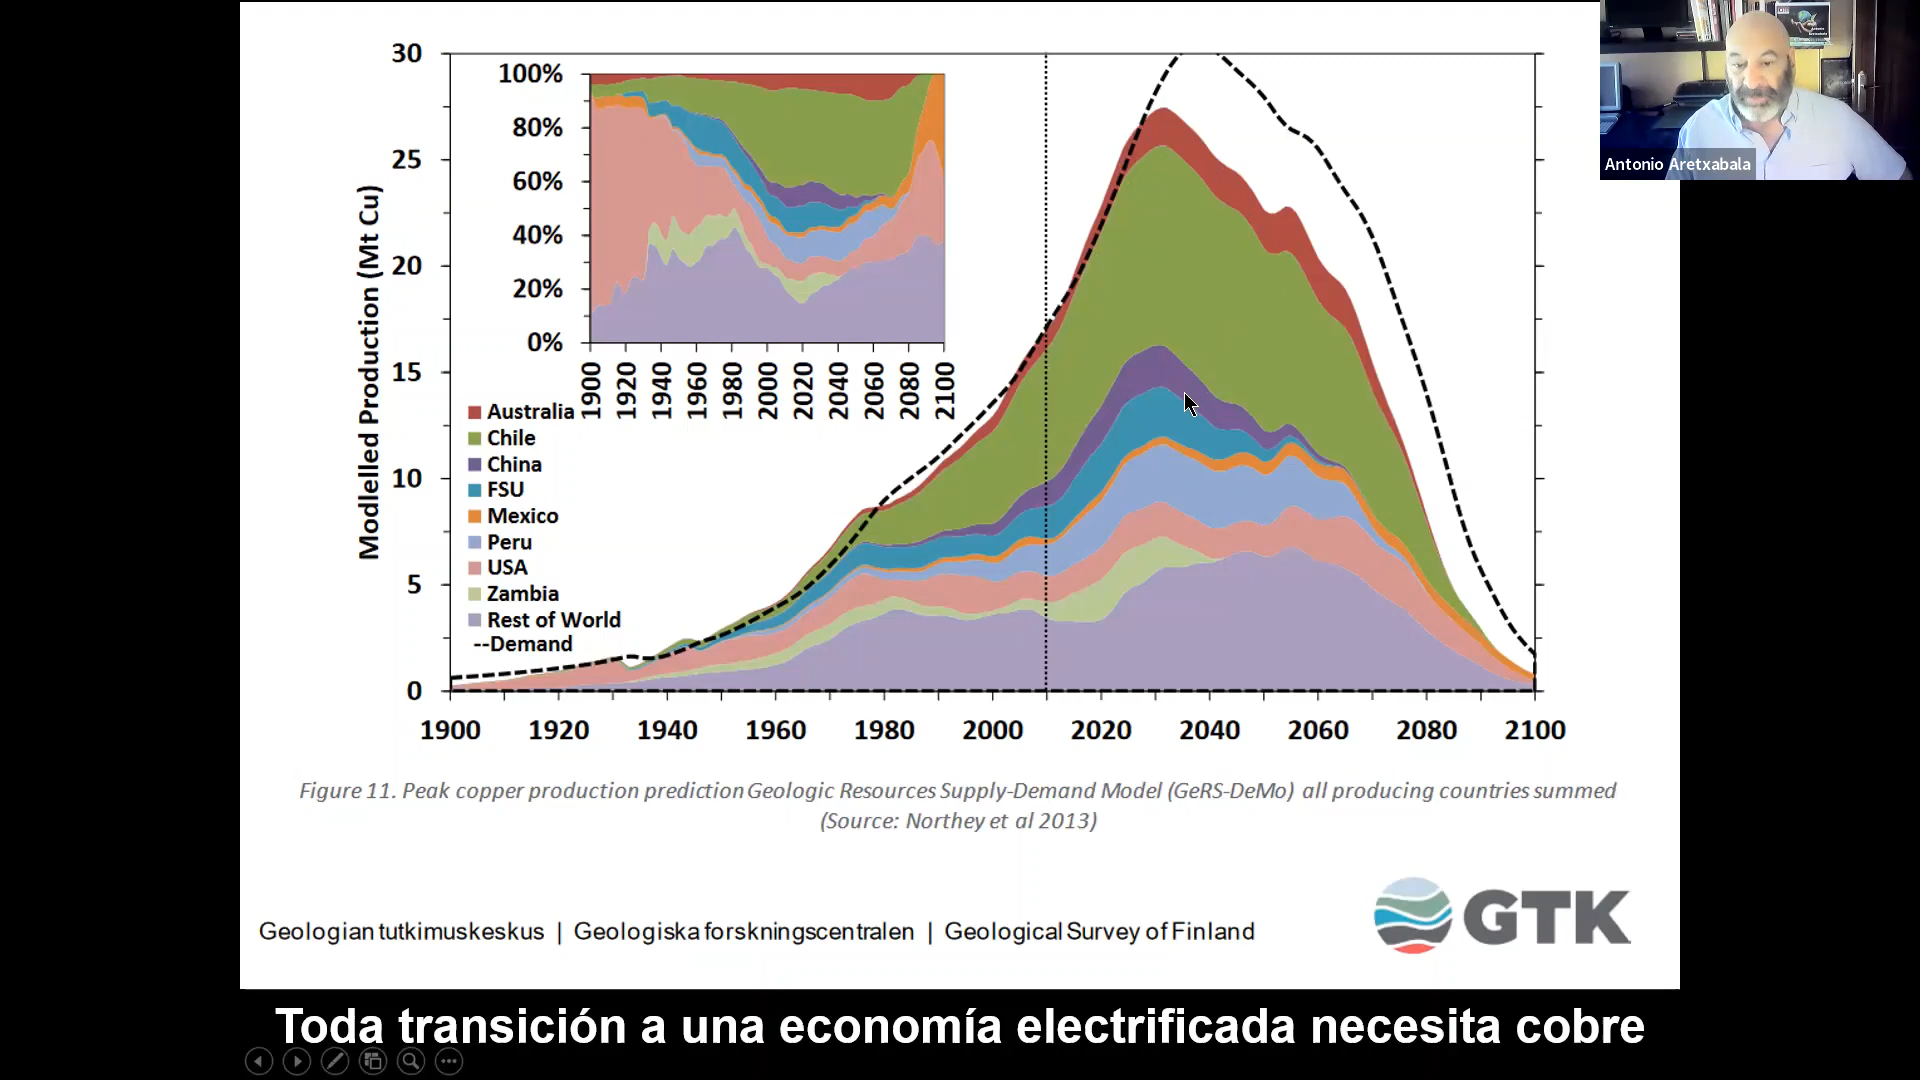 30
25
20
15
10
5
0
Modlelled Production (Mt Cu)
100%
80%
60%
40%
20%
0%
1900 1920 1940 1960 1980 2000 2020 2040 2060 2080 2100
Australia
Chile
China
FSU
Mexico
Peru
USA
Zambia
Rest of World
--Demand
1900 1920 1940 1960 1980 2000 2020 2040 2060 2080 2100
Antonio Aretxabala
Figure 11. Peak copper production prediction Geologic Resources Supply-Demand Model (GeRS-DeMo) all producing countries summed
(Source: Northey et al 2013)
Geologian tutkimuskeskus | Geologiska forskningscentralen | Geological Survey of Finland
GTK
Toda transición a una economía electrificada necesita cobre